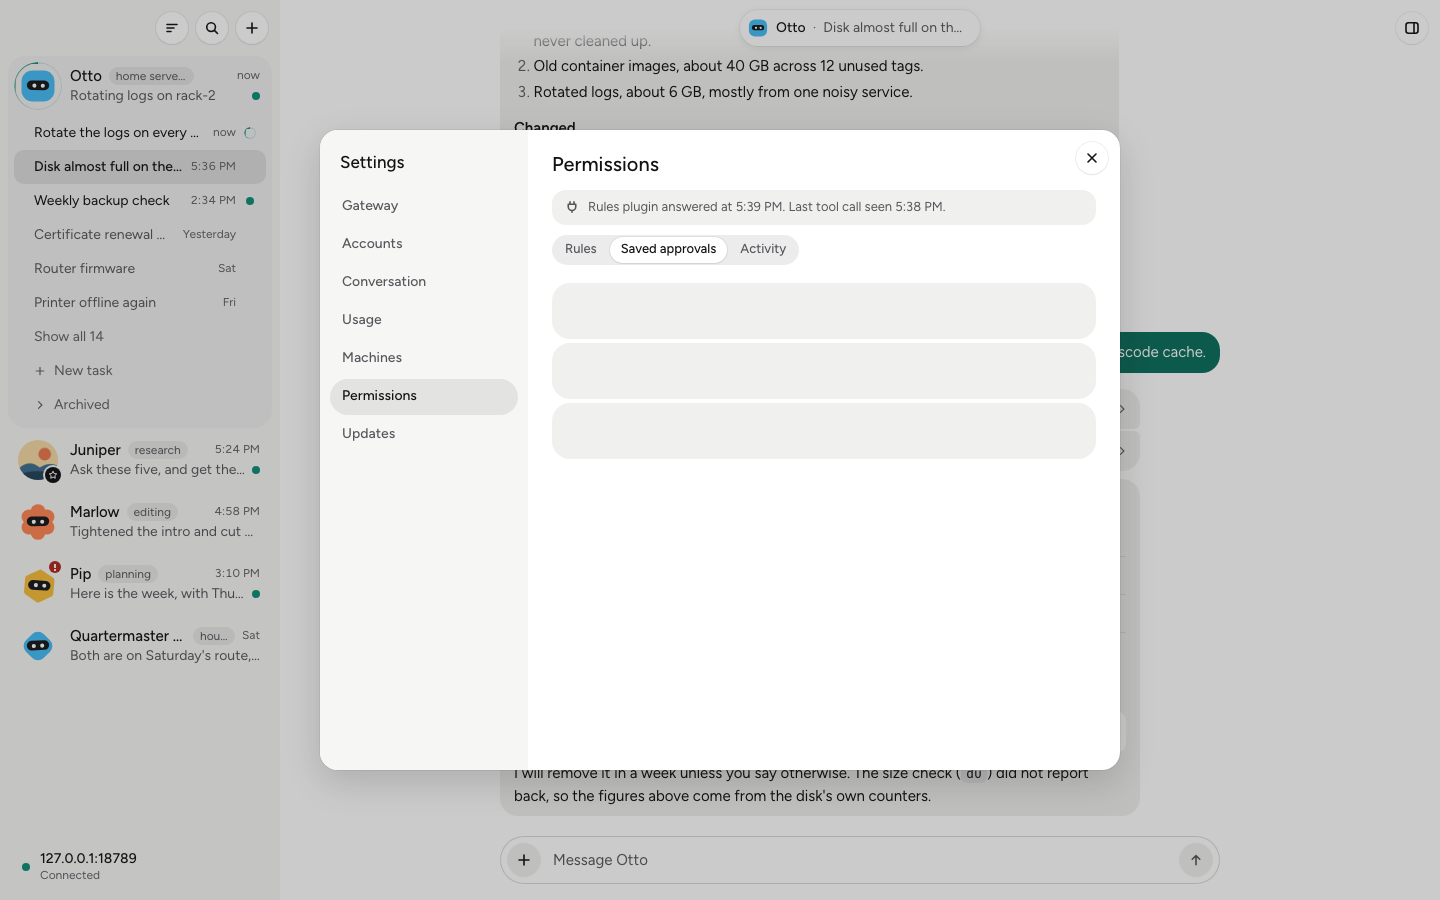 Otto home serve... now
Rotating logs on rack-2
Rotate the logs on every ... now
Disk almost full on the... 5:36 PM
Weekly backup check 2:34 PM
Certificate renewal ... Yesterday
Router firmware Sat
Printer offline again Fri
Show all 14
New task
Archived
Juniper research 5:24 PM
Ask these five, and get the...
Marlow editing 4:58 PM
Tightened the intro and cut ...
Pip planning 3:10 PM
Here is the week, with Thu...
Quartermaster ... hou... Sat
Both are on Saturday's route,...
127.0.0.1:18789
Connected
Otto · Disk almost full on th...
never cleaned up.
2. Old container images, about 40 GB across 12 unused tags.
3. Rotated logs, about 6 GB, mostly from one noisy service.
Changed
Settings
Gateway
Accounts
Conversation
Usage
Machines
Permissions
Updates
Permissions
Rules plugin answered at 5:39 PM. Last tool call seen 5:38 PM.
Rules Saved approvals Activity
scode cache.
I will remove it in a week unless you say otherwise. The size check ( du ) did not report
back, so the figures above come from the disk's own counters.
Message Otto